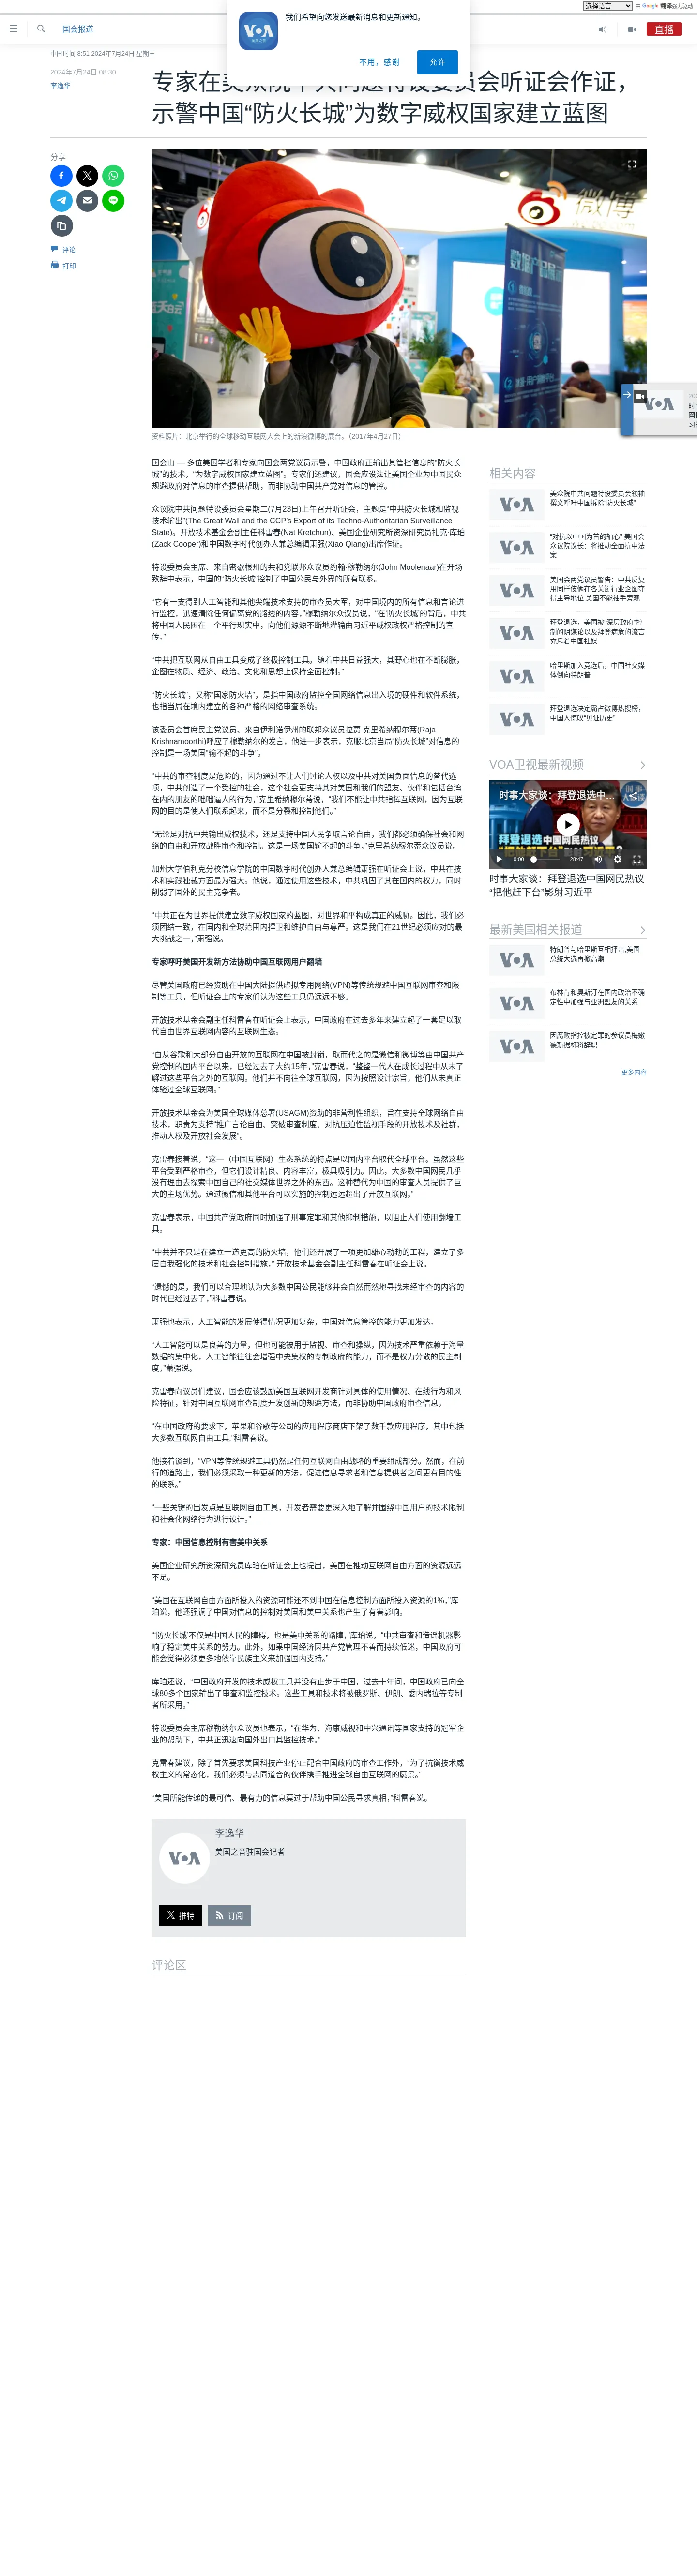 选择语言 由 Google 翻译强力驱动
我们希望向您发送最新消息和更新通知。
不用，感谢
允许
VOA
国会报道
直播
中国时间 8:51 2024年7月24日 星期三
2024年7月24日 08:30
李逸华
专家在美众院中共问题特设委员会听证会作证，
示警中国“防火长城”为数字威权国家建立蓝图
分享
评论
打印
资料照片：北京举行的全球移动互联网大会上的新浪微博的展台。（2017年4月27日）
国会山 — 多位美国学者和专家向国会两党议员示警，中国政府正输出其管控信息的“防火长
城”的技术，“为数字威权国家建立蓝图”。专家们还建议，国会应设法让美国企业为中国民众
规避政府对信息的审查提供帮助，而非协助中国共产党对信息的管控。
众议院中共问题特设委员会星期二(7月23日)上午召开听证会，主题是“中共防火长城和监视
技术输出”(The Great Wall and the CCP's Export of its Techno-Authoritarian Surveillance
State)。开放技术基金会副主任科雷春(Nat Kretchun)、美国企业研究所资深研究员扎克·库珀
(Zack Cooper)和中国数字时代创办人兼总编辑萧强(Xiao Qiang)出席作证。
特设委员会主席、来自密歇根州的共和党联邦众议员约翰·穆勒纳尔(John Moolenaar)在开场
致辞中表示，中国的“防火长城”控制了中国公民与外界的所有联系。
“它有一支得到人工智能和其他尖端技术支持的审查员大军，对中国境内的所有信息和言论进
行监控，迅速清除任何偏离党的路线的内容，”穆勒纳尔众议员说，“在‘防火长城’的背后，中共
将中国人民困在一个平行现实中，向他们源源不断地灌输由习近平威权政权严格控制的宣
传。”
“中共把互联网从自由工具变成了终极控制工具。随着中共日益强大，其野心也在不断膨胀，
企图在物质、经济、政治、文化和思想上保持全面控制。”
“防火长城”，又称“国家防火墙”，是指中国政府监控全国网络信息出入境的硬件和软件系统，
也指当局在境内建立的各种严格的网络审查系统。
该委员会首席民主党议员、来自伊利诺伊州的联邦众议员拉贾·克里希纳穆尔蒂(Raja
Krishnamoorthi)呼应了穆勒纳尔的发言，他进一步表示，克服北京当局“防火长城”对信息的
控制是一场美国“输不起的斗争”。
“中共的审查制度是危险的，因为通过不让人们讨论人权以及中共对美国负面信息的替代选
项，中共创造了一个受控的社会，这个社会更支持其对美国和我们的盟友、伙伴和包括台湾
在内的朋友的咄咄逼人的行为，”克里希纳穆尔蒂说，“我们不能让中共指挥互联网，因为互联
网的目的是使人们联系起来，而不是分裂和控制他们。”
“无论是对抗中共输出威权技术，还是支持中国人民争取言论自由，我们都必须确保社会和网
络的自由和开放战胜审查和控制。这是一场美国输不起的斗争，”克里希纳穆尔蒂众议员说。
加州大学伯利克分校信息学院的中国数字时代创办人兼总编辑萧强在听证会上说，中共在技
术和实践独裁方面最为强大。他说，通过使用这些技术，中共巩固了其在国内的权力，同时
削弱了国外的民主竞争者。
“中共正在为世界提供建立数字威权国家的蓝图，对世界和平构成真正的威胁。因此，我们必
须团结一致，在国内和全球范围内捍卫和维护自由与尊严。这是我们在21世纪必须应对的最
大挑战之一，”萧强说。
专家呼吁美国开发新方法协助中国互联网用户翻墙
尽管美国政府已经资助在中国大陆提供虚拟专用网络(VPN)等传统规避中国互联网审查和限
制等工具，但听证会上的专家们认为这些工具仍远远不够。
开放技术基金会副主任科雷春在听证会上表示，中国政府在过去多年来建立起了一套足以取
代自由世界互联网内容的互联网生态。
“自从谷歌和大部分自由开放的互联网在中国被封锁，取而代之的是微信和微博等由中国共产
党控制的国内平台以来，已经过去了大约15年，”克雷春说，“整整一代人在成长过程中从未了
解过这些平台之外的互联网。他们并不向往全球互联网，因为按照设计宗旨，他们从未真正
体验过全球互联网。”
开放技术基金会为美国全球媒体总署(USAGM)资助的非营利性组织，旨在支持全球网络自由
技术，职责为支持“推广言论自由、突破审查制度、对抗压迫性监视手段的开放技术及社群，
推动人权及开放社会发展”。
克雷春接着说，“这一（中国互联网）生态系统的特点是以国内平台取代全球平台。虽然这些
平台受到严格审查，但它们设计精良、内容丰富，极具吸引力。因此，大多数中国网民几乎
没有理由去探索中国自己的社交媒体世界之外的东西。这种替代为中国的审查人员提供了巨
大的主场优势。通过微信和其他平台可以实施的控制远远超出了开放互联网。”
克雷春表示，中国共产党政府同时加强了刑事定罪和其他抑制措施，以阻止人们使用翻墙工
具。
“中共并不只是在建立一道更高的防火墙，他们还开展了一项更加雄心勃勃的工程，建立了多
层自我强化的技术和社会控制措施，” 开放技术基金会副主任科雷春在听证会上说。
“遗憾的是，我们可以合理地认为大多数中国公民能够并会自然而然地寻找未经审查的内容的
时代已经过去了，”科雷春说。
萧强也表示，人工智能的发展使得情况更加复杂，中国对信息管控的能力更加发达。
“人工智能可以是良善的力量，但也可能被用于监视、审查和操纵，因为技术严重依赖于海量
数据的集中化，人工智能往往会增强中央集权的专制政府的能力，而不是权力分散的民主制
度，”萧强说。
克雷春向议员们建议，国会应该鼓励美国互联网开发商针对具体的使用情况、在线行为和风
险特征，针对中国互联网审查制度开发创新的规避方法，而非协助中国政府审查信息。
“在中国政府的要求下，苹果和谷歌等公司的应用程序商店下架了数千款应用程序，其中包括
大多数互联网自由工具，”科雷春说。
他接着谈到，“VPN等传统规避工具仍然是任何互联网自由战略的重要组成部分。然而，在前
行的道路上，我们必须采取一种更新的方法，促进信息寻求者和信息提供者之间更有目的性
的联系。”
“一些关键的出发点是互联网自由工具，开发者需要更深入地了解并围绕中国用户的技术限制
和社会化网络行为进行设计。”
专家：中国信息控制有害美中关系
美国企业研究所资深研究员库珀在听证会上也提出，美国在推动互联网自由方面的资源远远
不足。
“美国在互联网自由方面所投入的资源可能还不到中国在信息控制方面所投入资源的1%，”库
珀说，他还强调了中国对信息的控制对美国和美中关系也产生了有害影响。
“‘防火长城’不仅是中国人民的障碍，也是美中关系的路障，”库珀说，“中共审查和造谣机器影
响了稳定美中关系的努力。此外，如果中国经济因共产党管理不善而持续低迷，中国政府可
能会觉得必须更多地依靠民族主义来加强国内支持。”
库珀还说，“中国政府开发的技术威权工具并没有止步于中国，过去十年间，中国政府已向全
球80多个国家输出了审查和监控技术。这些工具和技术将被俄罗斯、伊朗、委内瑞拉等专制
者所采用。”
特设委员会主席穆勒纳尔众议员也表示，“在华为、海康威视和中兴通讯等国家支持的冠军企
业的帮助下，中共正迅速向国外出口其监控技术。”
克雷春建议，除了首先要求美国科技产业停止配合中国政府的审查工作外，“为了抗衡技术威
权主义的常态化，我们必须与志同道合的伙伴携手推进全球自由互联网的愿景。”
“美国所能传递的最可信、最有力的信息莫过于帮助中国公民寻求真相，”科雷春说。
VOA
李逸华
美国之音驻国会记者
推特
订阅
评论区
相关内容
美众院中共问题特设委员会领袖
撰文呼吁中国拆除“防火长城”
“对抗以中国为首的轴心” 美国会
众议院议长：将推动全面抗中法
案
美国会两党议员警告：中共反复
用同样伎俩在各关键行业企图夺
得主导地位 美国不能袖手旁观
拜登退选，美国被“深层政府”控
制的阴谋论以及拜登病危的流言
充斥着中国社媒
哈里斯加入竞选后，中国社交媒
体倒向特朗普
拜登退选决定霸占微博热搜榜，
中国人惊叹“见证历史”
VOA卫视最新视频
时事大家谈：拜登退选中…
0:00
28:47
时事大家谈：拜登退选中国网民热议
“把他赶下台”影射习近平
最新美国相关报道
特朗普与哈里斯互相抨击,美国
总统大选再掀高潮
布林肯和奥斯汀在国内政治不确
定性中加强与亚洲盟友的关系
因腐败指控被定罪的参议员梅嫩
德斯据称将辞职
更多内容